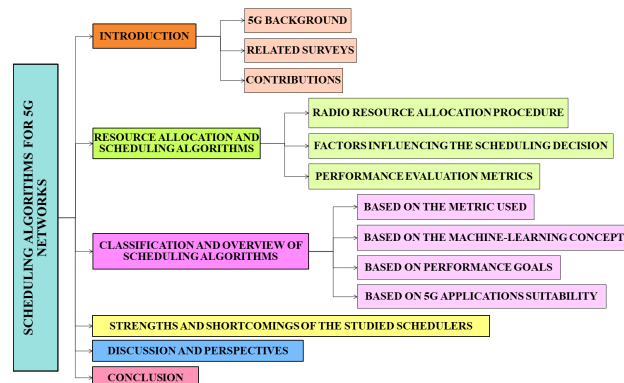 SCHEDULING ALGORITHMS FOR 5G
NETWORKS
INTRODUCTION
5G BACKGROUND
RELATED SURVEYS
CONTRIBUTIONS
RESOURCE ALLOCATION AND
SCHEDULING ALGORITHMS
RADIO RESOURCE ALLOCATION PROCEDURE
FACTORS INFLUENCING THE SCHEDULING DECISION
PERFORMANCE EVALUATION METRICS
CLASSIFICATION AND OVERVIEW OF
SCHEDULING ALGORITHMS
BASED ON THE METRIC USED
BASED ON THE MACHINE-LEARNING CONCEPT
BASED ON PERFORMANCE GOALS
BASED ON 5G APPLICATIONS SUITABILITY
STRENGTHS AND SHORTCOMINGS OF THE STUDIED SCHEDULERS
DISCUSSION AND PERSPECTIVES
CONCLUSION